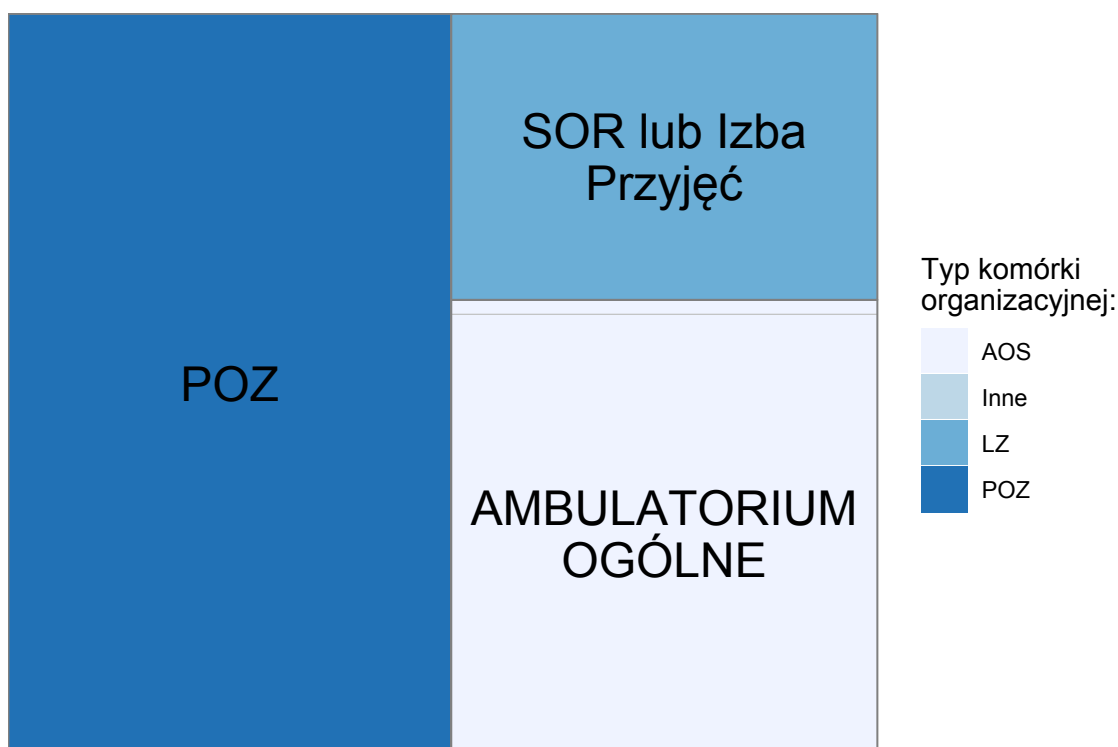 SOR lub Izba
Przyjęć
POZ
AMBULATORIUM
OGÓLNE
Typ komórki
organizacyjnej:
AOS
Inne
LZ
POZ